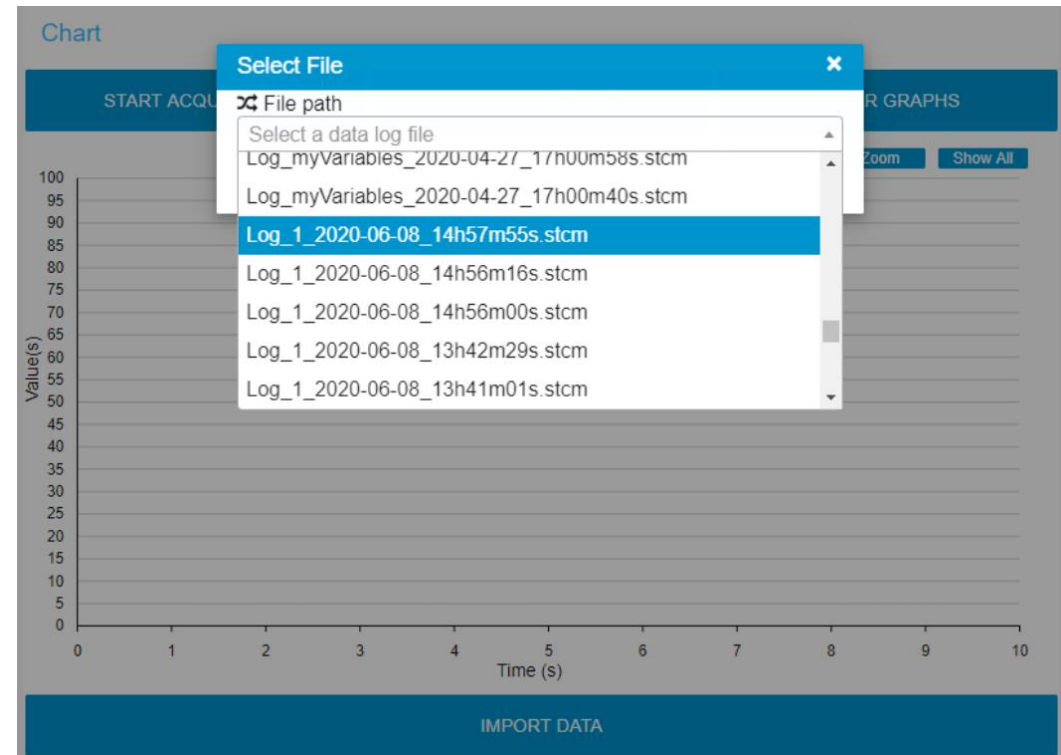 Chart
Select File ×
START ACQU
R GRAPHS
File path
Select a data log file
Log_myVariables_2020-04-27_17h00m58s.stcm
Log_myVariables_2020-04-27_17h00m40s.stcm
Log_1_2020-06-08_14h57m55s.stcm
Log_1_2020-06-08_14h56m16s.stcm
Log_1_2020-06-08_14h56m00s.stcm
Log_1_2020-06-08_13h42m29s.stcm
Log_1_2020-06-08_13h41m01s.stcm
Zoom
Show All
Value(s)
100
95
90
85
80
75
70
65
60
55
50
45
40
35
30
25
20
15
10
5
0
0 1 2 3 4 5 6 7 8 9 10
Time (s)
IMPORT DATA